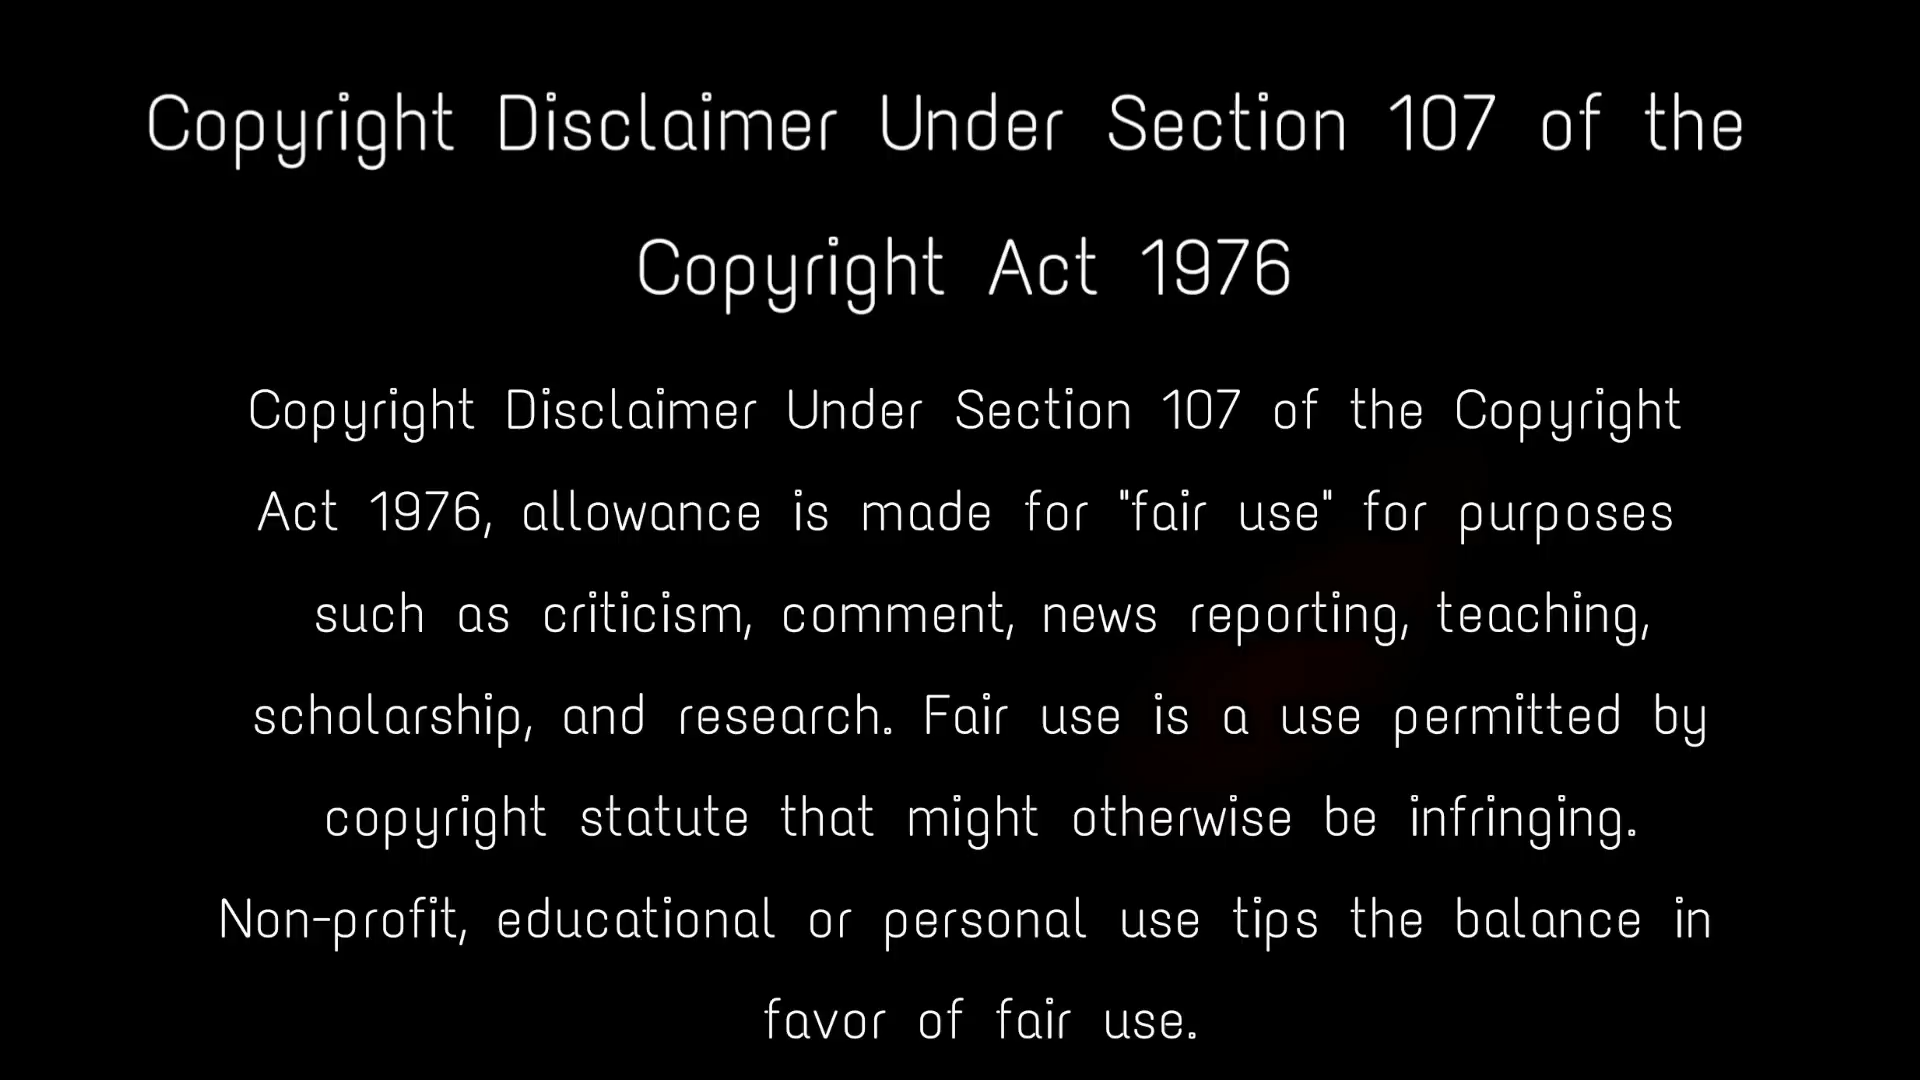 Copyright Disclaimer Under Section 107 of the
Copyright Act 1976
Copyright Disclaimer Under Section 107 of the Copyright
Act 1976, allowance is made for "fair use" for purposes
such as criticism, comment, news reporting, teaching,
scholarship, and research. Fair use is a use permitted by
copyright statute that might otherwise be infringing.
Non-profit, educational or personal use tips the balance in
favor of fair use.